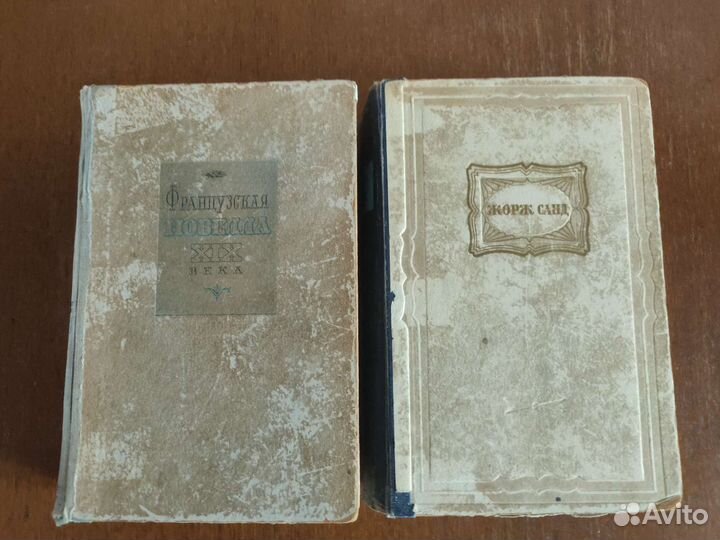 Французская
новелла
XIX
века
ЖОРЖ САНД
Avito